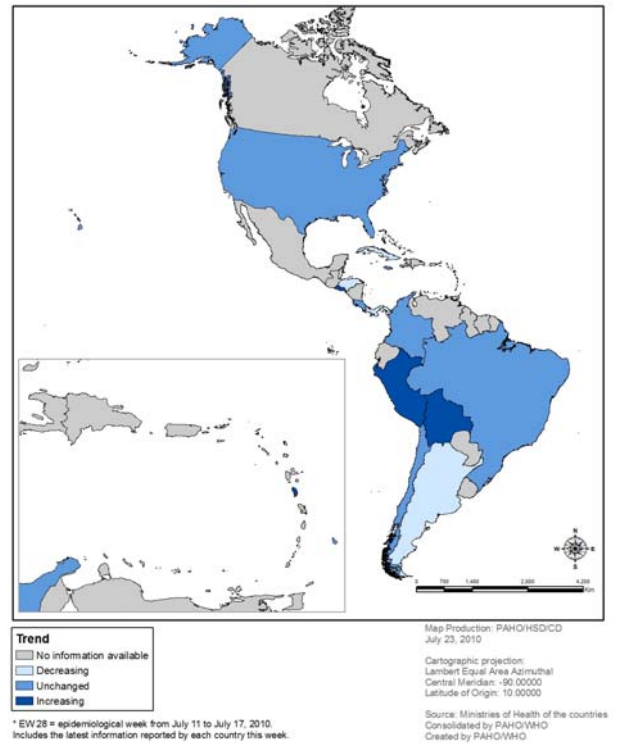 N
W E
S
0 700 1,400 2,800 4,200
Km
Trend
No information available
Decreasing
Unchanged
Increasing
* EW 28 = epidemiological week from July 11 to July 17, 2010.
Includes the latest information reported by each country this week.
Map Production: PAHO/HSD/CD
July 23, 2010
Cartographic projection:
Lambert Equal Area Azimuthal
Central Meridian: -90.00000
Latitude of Origin: 10.00000
Source: Ministries of Health of the countries
Consolidated by PAHO/WHO
Created by PAHO/WHO